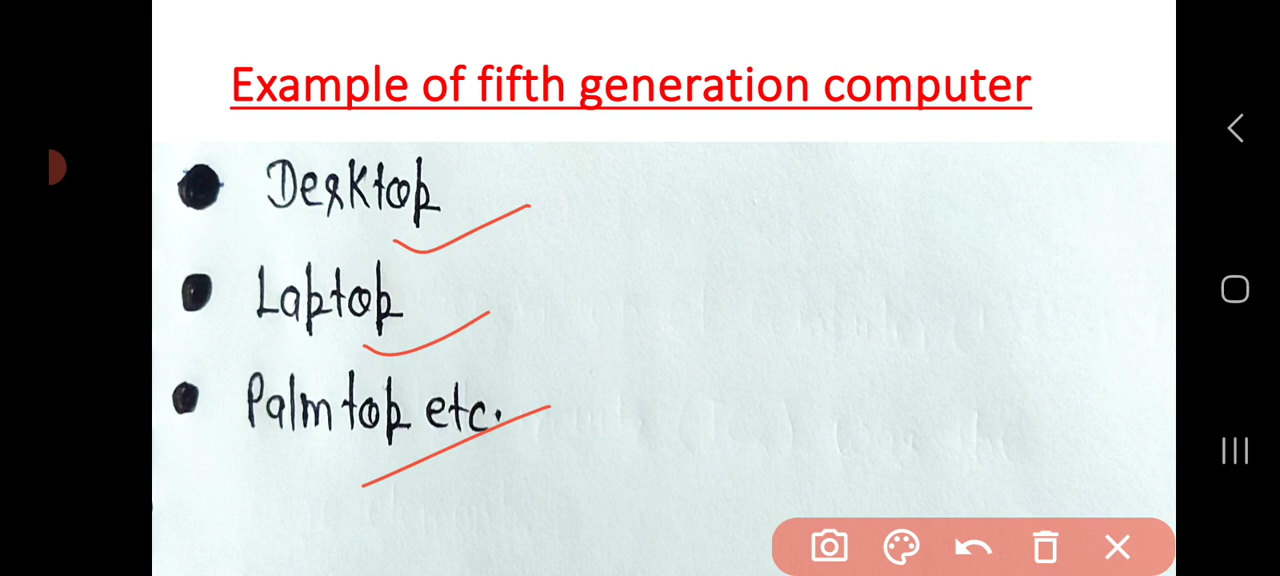 Example of fifth generation computer
Desktop
Laptop
Palmtop etc.